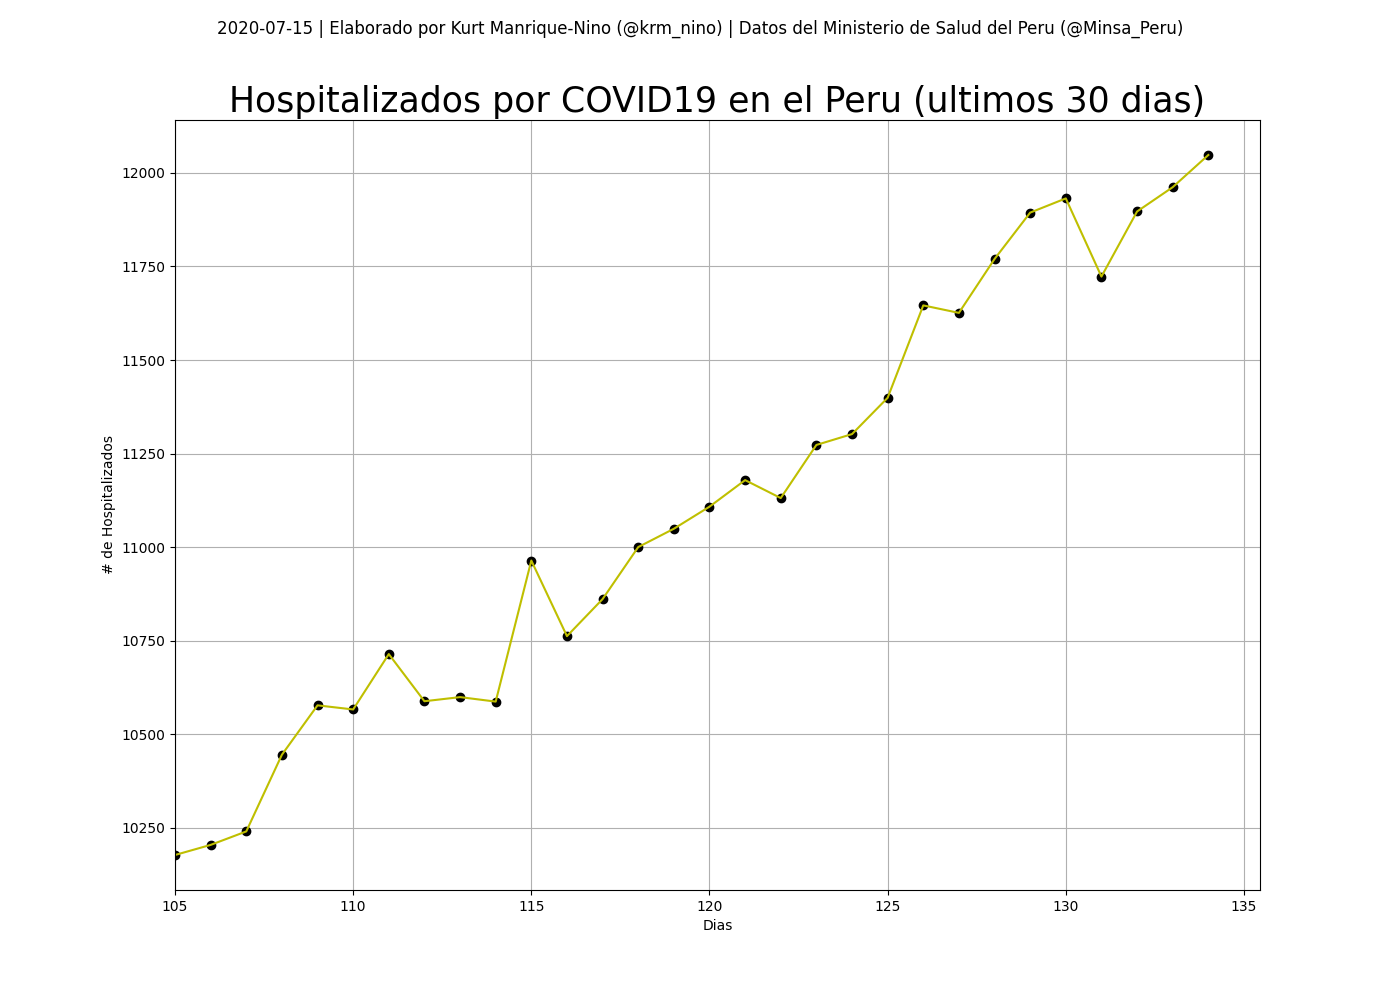 2020-07-15 | Elaborado por Kurt Manrique-Nino (@krm_nino) | Datos del Ministerio de Salud del Peru (@Minsa_Peru)
Hospitalizados por COVID19 en el Peru (ultimos 30 dias)
12000
11750
11500
11250
11000
10750
10500
10250
# de Hospitalizados
105 110 115 120 125 130 135
Dias